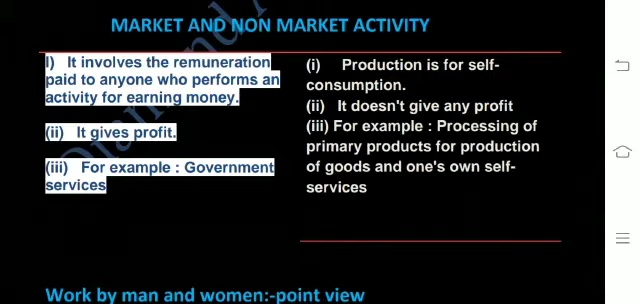 MARKET AND NON MARKET ACTIVITY
I) It involves the remuneration
paid to anyone who performs an
activity for earning money.
(ii) It gives profit.
(iii) For example : Government
services
(i) Production is for self-
consumption.
(ii) It doesn't give any profit
(iii) For example : Processing of
primary products for production
of goods and one's own self-
services
Work by man and women:-point view